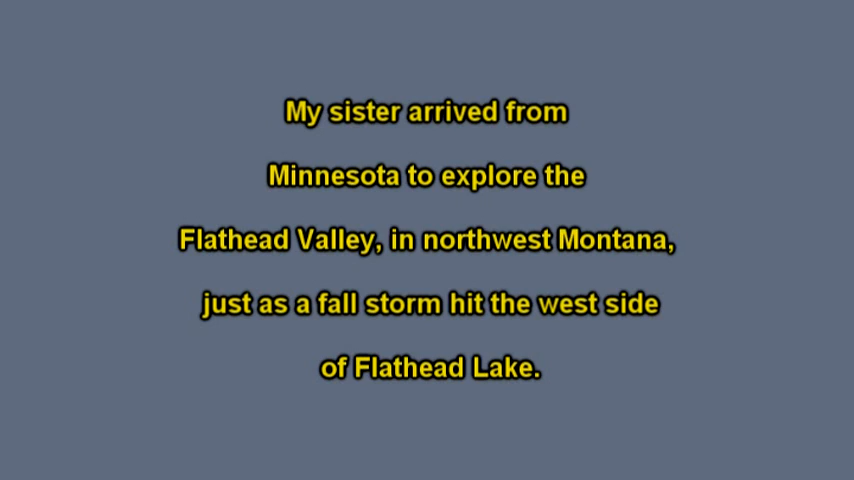 My sister arrived from
Minnesota to explore the
Flathead Valley, in northwest Montana,
just as a fall storm hit the west side
of Flathead Lake.